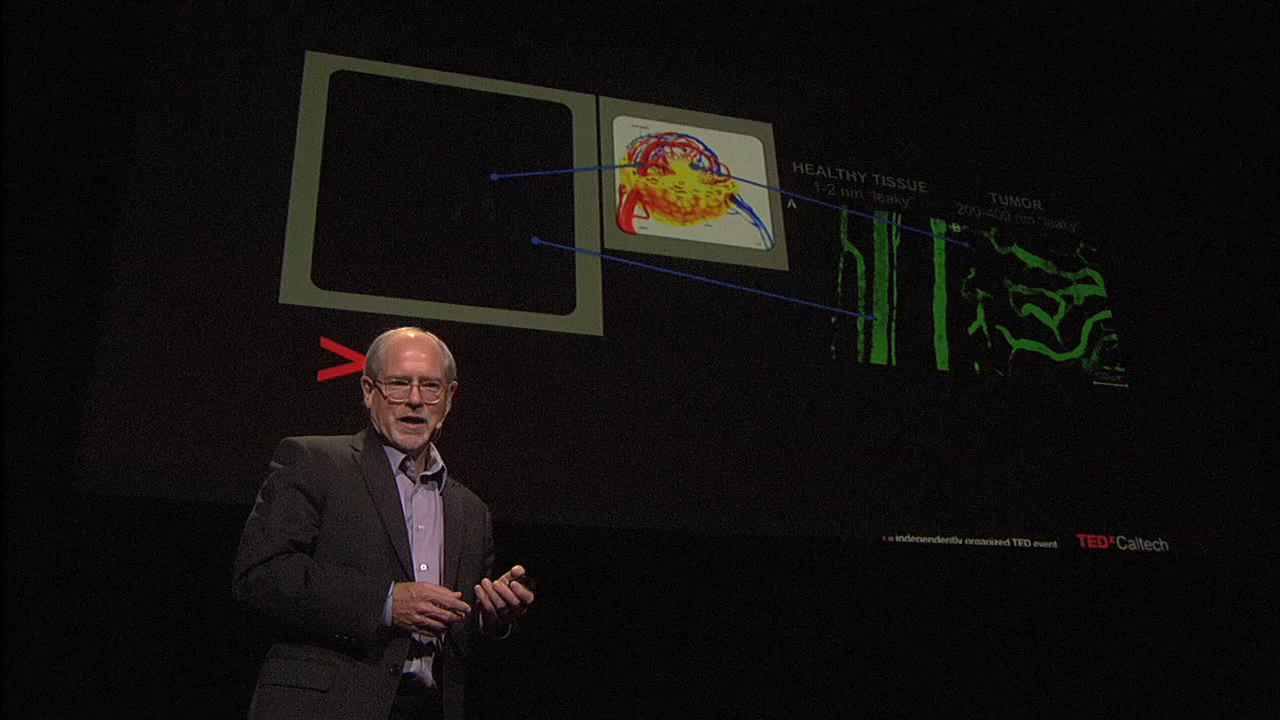 HEALTHY TISSUE
1-2 nm "leaky"
A
TUMOR
200-400 nm "leaky"
B
x = independently organized TED event
TEDxCaltech